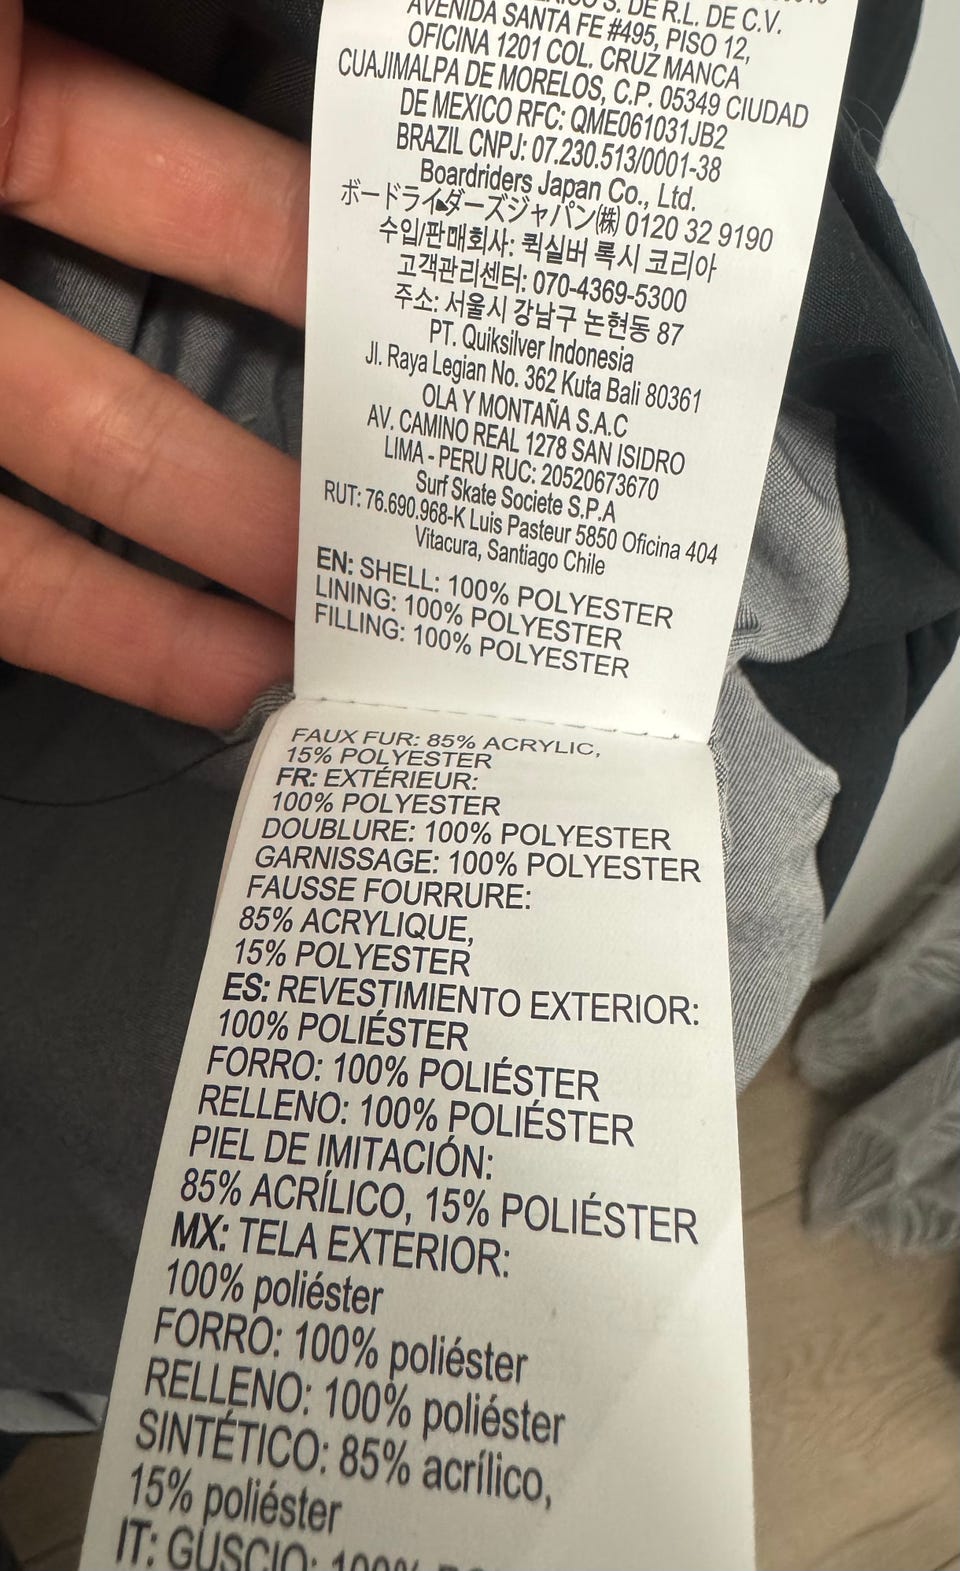 S. DE R.L. DE C.V.
AVENIDA SANTA FE #495, PISO 12,
OFICINA 1201 COL. CRUZ MANCA
CUAJIMALPA DE MORELOS, C.P. 05349 CIUDAD
DE MEXICO RFC: QME061031JB2
BRAZIL CNPJ: 07.230.513/0001-38
Boardriders Japan Co., Ltd.
ボードライダーズジャパン(株) 0120 32 9190
수입/판매회사: 퀵실버 록시 코리아
고객관리센터: 070-4369-5300
주소: 서울시 강남구 논현동 87
PT. Quiksilver Indonesia
Jl. Raya Legian No. 362 Kuta Bali 80361
OLA Y MONTAÑA S.A.C
AV. CAMINO REAL 1278 SAN ISIDRO
LIMA - PERU RUC: 20520673670
Surf Skate Societe S.P.A
RUT: 76.690.968-K Luis Pasteur 5850 Oficina 404
Vitacura, Santiago Chile
EN: SHELL: 100% POLYESTER
LINING: 100% POLYESTER
FILLING: 100% POLYESTER
FAUX FUR: 85% ACRYLIC,
15% POLYESTER
FR: EXTÉRIEUR:
100% POLYESTER
DOUBLURE: 100% POLYESTER
GARNISSAGE: 100% POLYESTER
FAUSSE FOURRURE:
85% ACRYLIQUE,
15% POLYESTER
ES: REVESTIMIENTO EXTERIOR:
100% POLIÉSTER
FORRO: 100% POLIÉSTER
RELLENO: 100% POLIÉSTER
PIEL DE IMITACIÓN:
85% ACRÍLICO, 15% POLIÉSTER
MX: TELA EXTERIOR:
100% poliéster
FORRO: 100% poliéster
RELLENO: 100% poliéster
SINTÉTICO: 85% acrílico,
15% poliéster
IT: GUSCIO: 100%